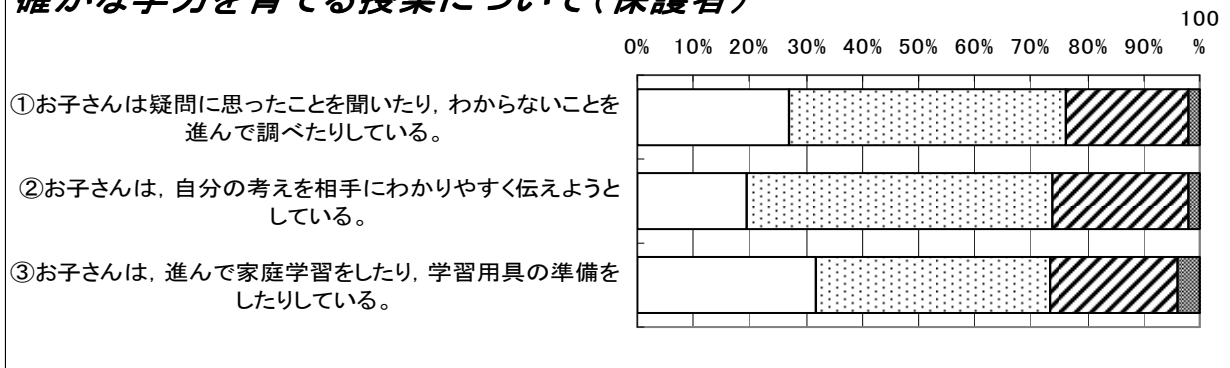 確かな学力を育てる授業について(保護者)
100
0% 10% 20% 30% 40% 50% 60% 70% 80% 90% %
①お子さんは疑問に思ったことを聞いたり，わからないことを
進んで調べたりしている。
②お子さんは，自分の考えを相手にわかりやすく伝えようと
している。
③お子さんは，進んで家庭学習をしたり，学習用具の準備を
したりしている。